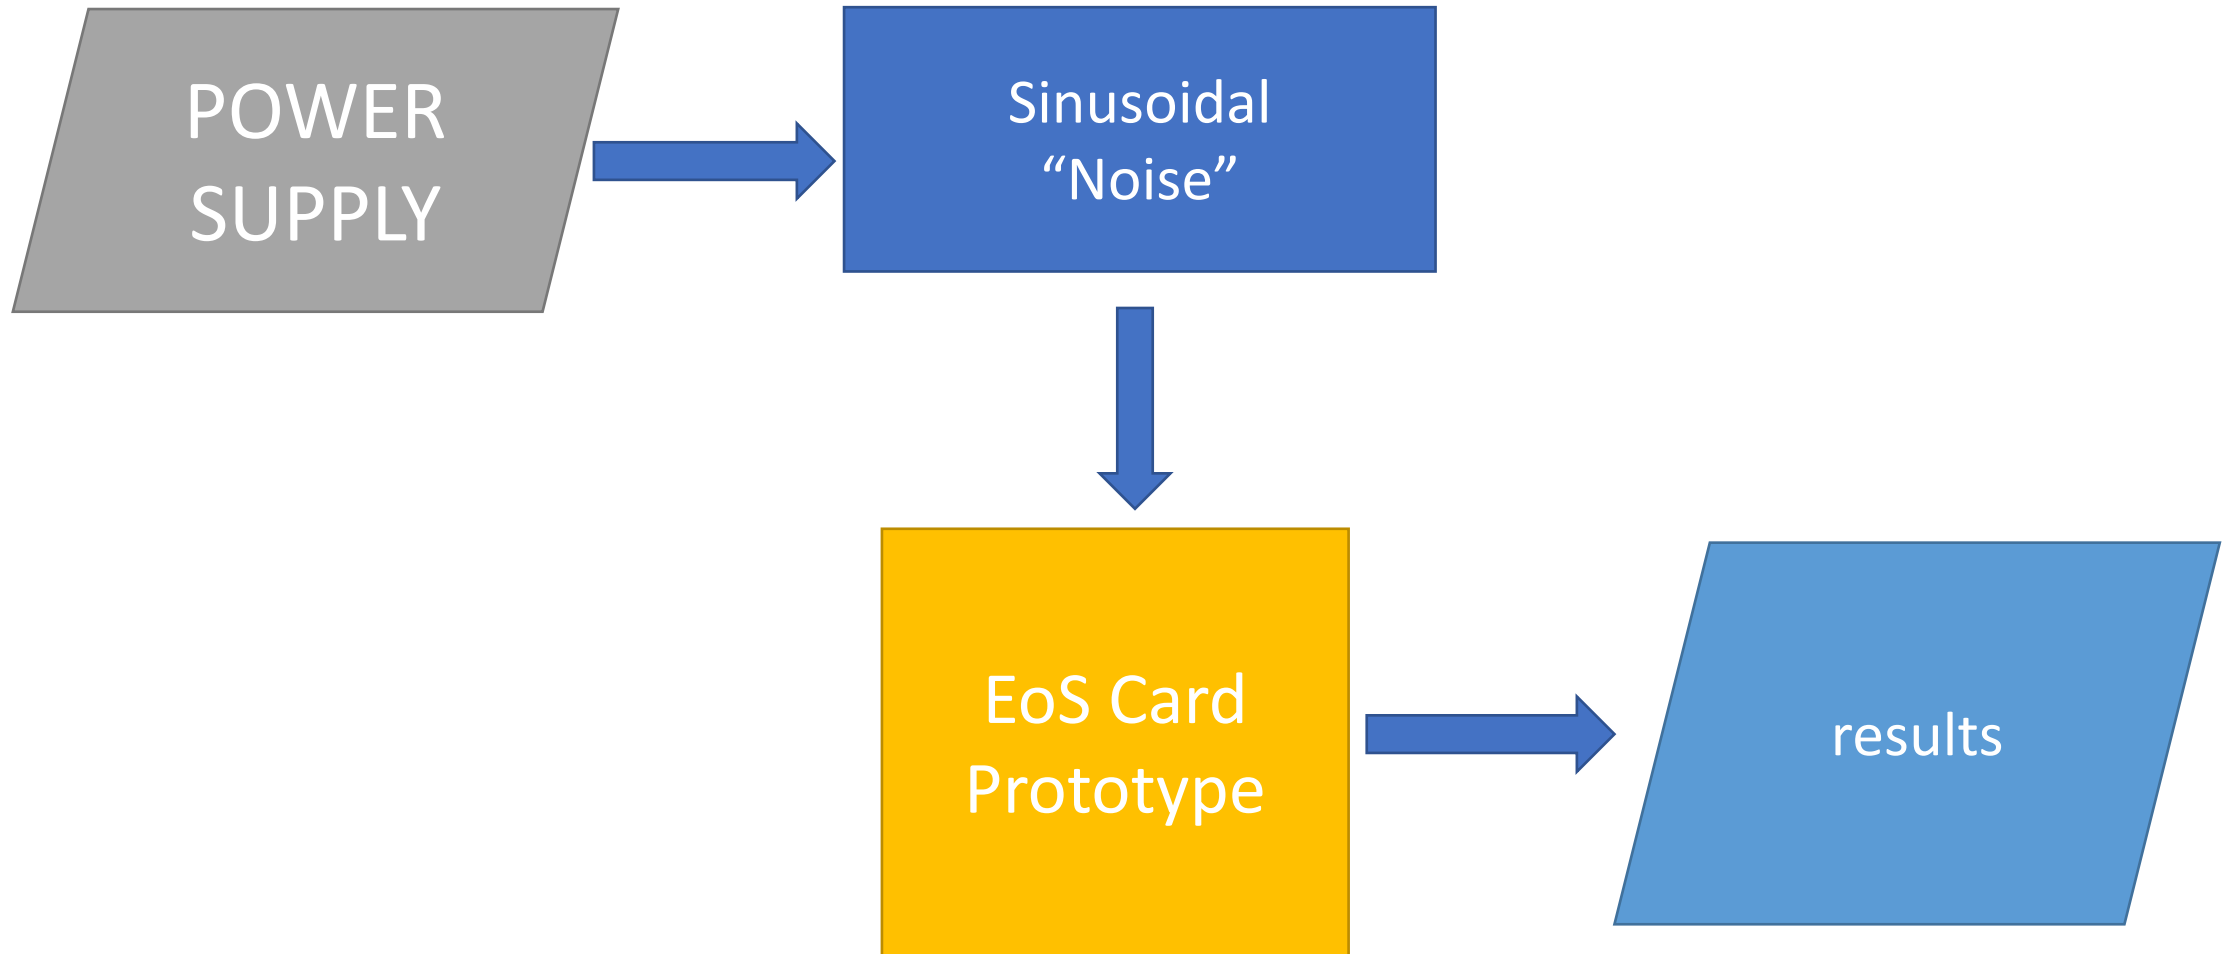 POWER
SUPPLY
Sinusoidal
“Noise”
EoS Card
Prototype
results